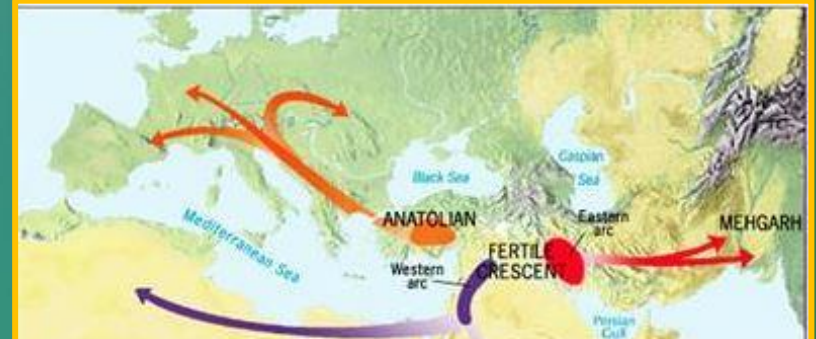 Caspian
Sea
Black Sea
ANATOLIAN
Eastern
arc
MEHGARH
Mediterranean Sea
FERTILE
CRESCENT
Western
arc
Persian
Gulf